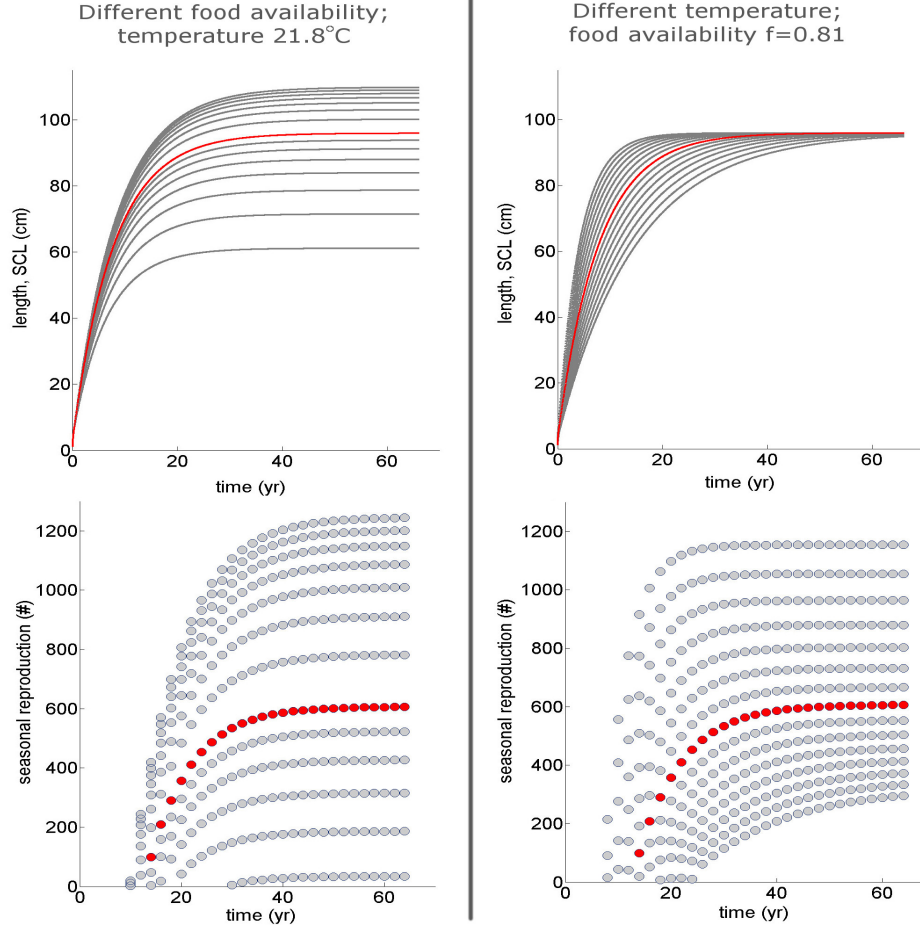 Different food availability;
temperature 21.8°C
length, SCL (cm)
100
80
60
40
20
0
0 20 40 60
time (yr)
seasonal reproduction (#)
1200
1000
800
600
400
200
0
0 20 40 60
time (yr)
Different temperature;
food availability f=0.81
length, SCL (cm)
100
80
60
40
20
0
0 20 40 60
time (yr)
seasonal reproduction (#)
1200
1000
800
600
400
200
0
0 20 40 60
time (yr)